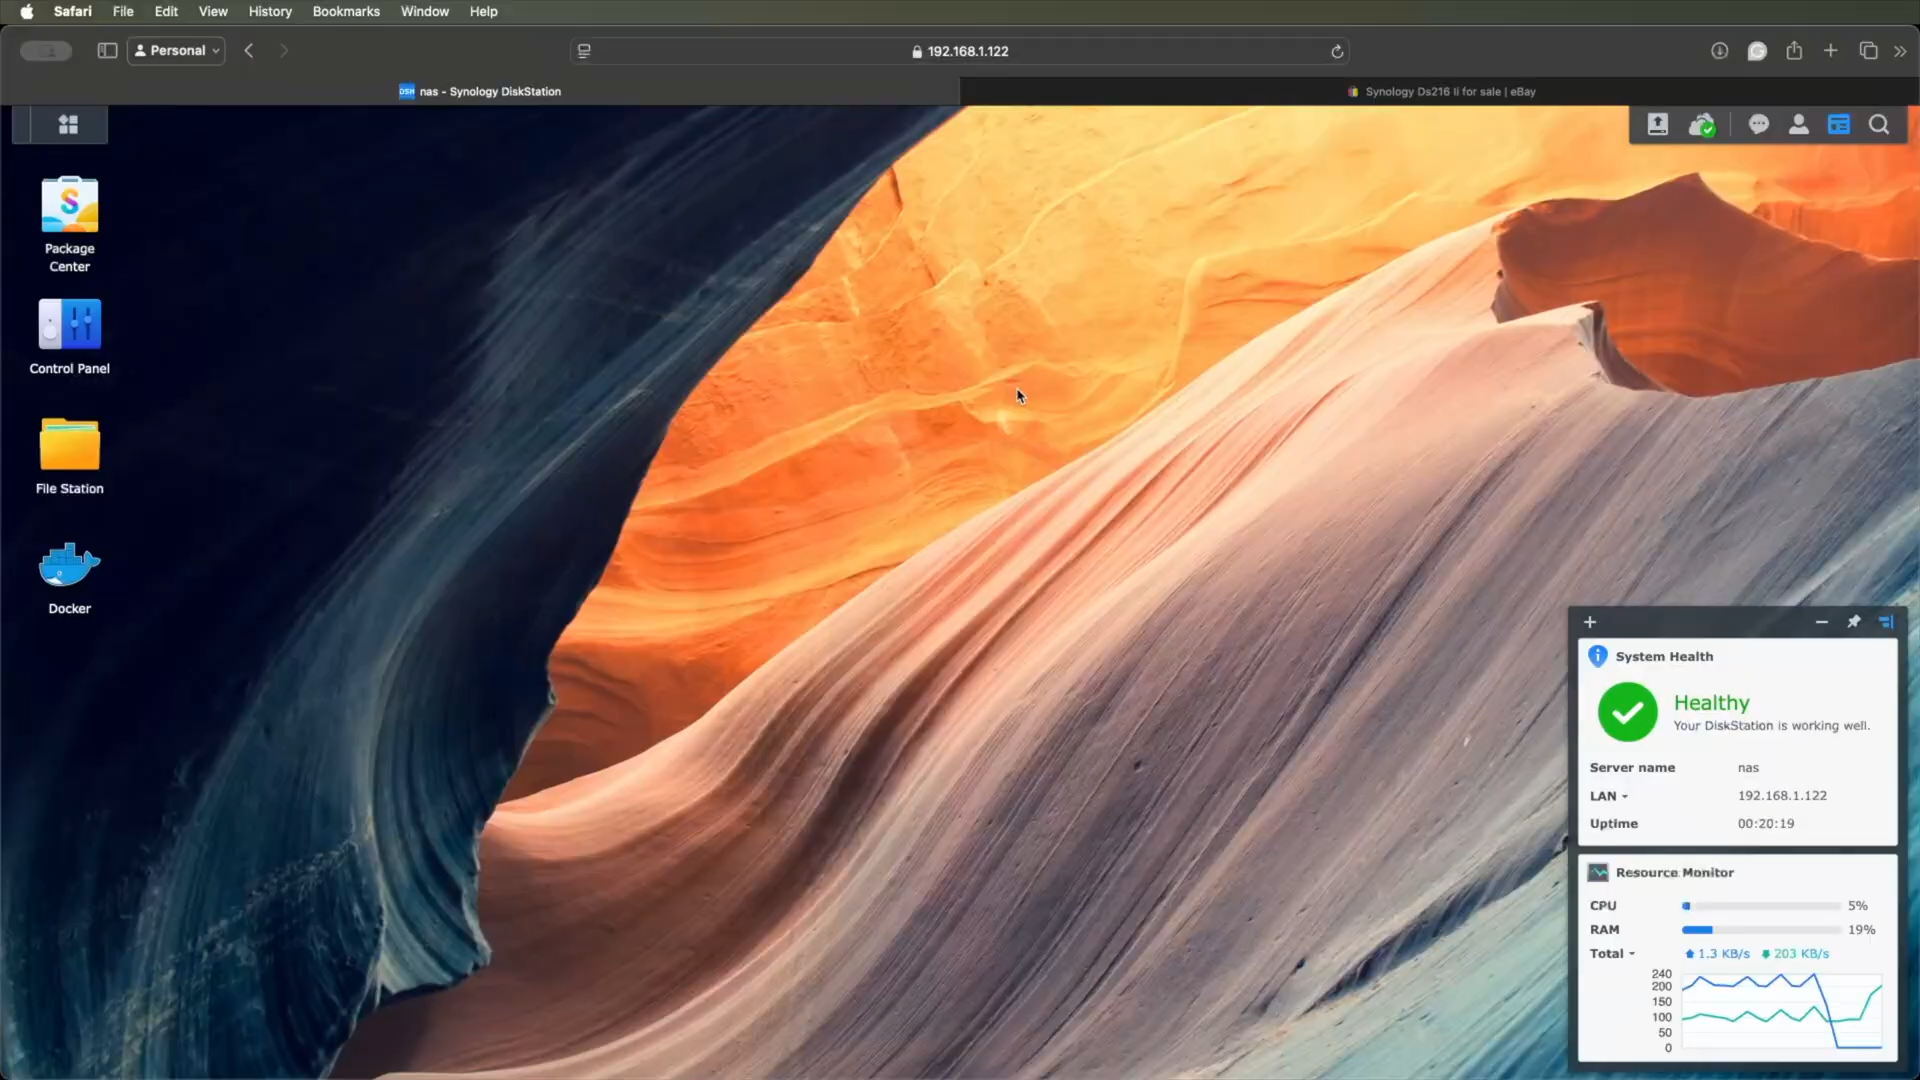 Safari File Edit View History Bookmarks Window Help
Personal
192.168.1.122
DSM nas - Synology DiskStation
Synology Ds216 Ii for sale | eBay
Package
Center
Control Panel
File Station
Docker
System Health
Healthy
Your DiskStation is working well.
Server name nas
LAN 192.168.1.122
Uptime 00:20:19
Resource Monitor
CPU 5%
RAM 19%
Total 1.3 KB/s 203 KB/s
240
200
150
100
50
0